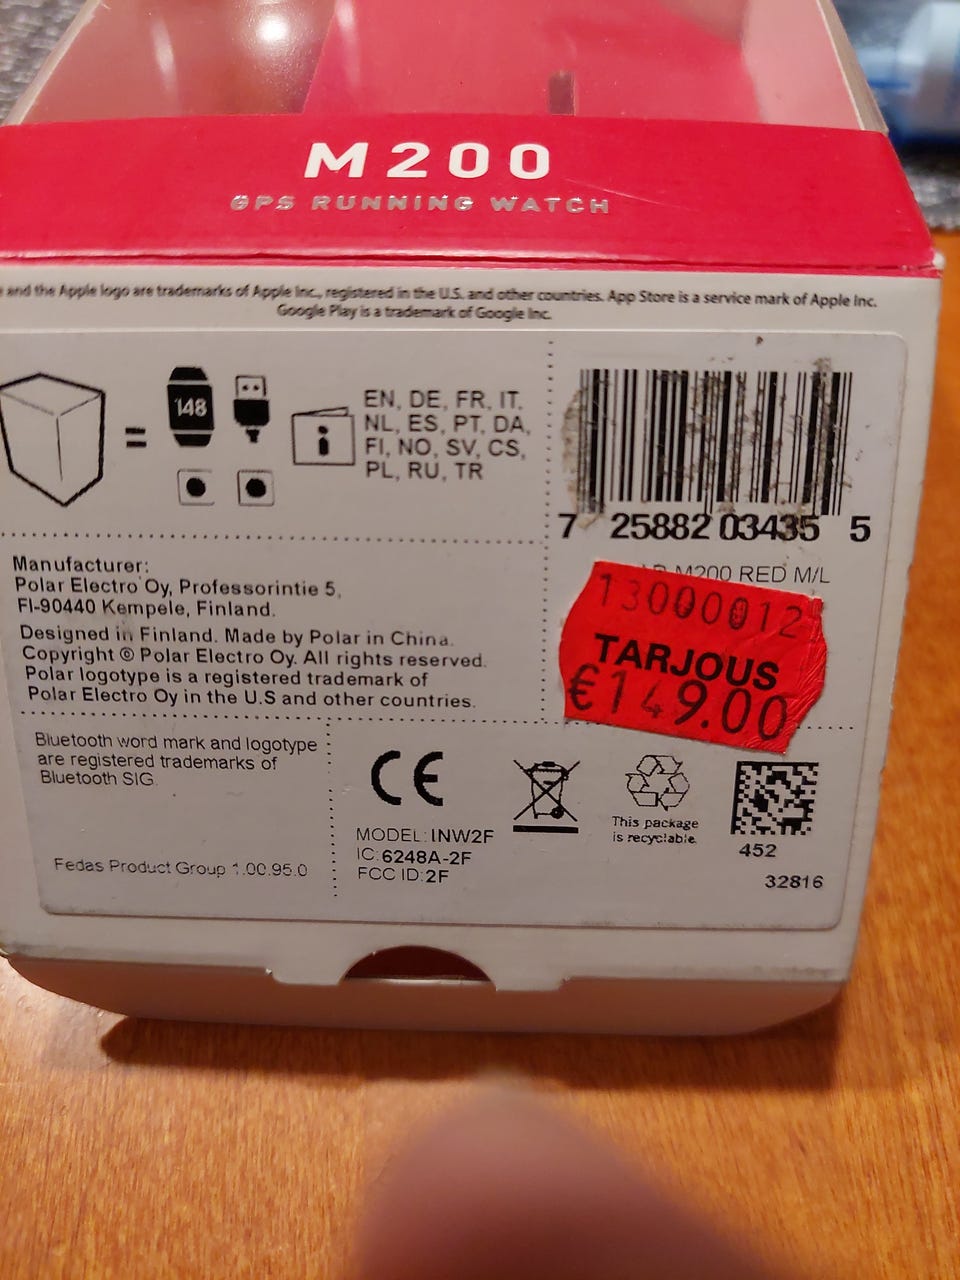 M200
GPS RUNNING WATCH
and the Apple logo are trademarks of Apple Inc., registered in the U.S. and other countries. App Store is a service mark of Apple Inc.
Google Play is a trademark of Google Inc.
148
EN, DE, FR, IT,
NL, ES, PT, DA,
FI, NO, SV, CS,
PL, RU, TR
7 25882 03435 5
M200 RED M/L
13000012
TARJOUS
€149.00
Manufacturer:
Polar Electro Oy, Professorintie 5,
FI-90440 Kempele, Finland.
Designed in Finland. Made by Polar in China.
Copyright © Polar Electro Oy. All rights reserved.
Polar logotype is a registered trademark of
Polar Electro Oy in the U.S and other countries.
Bluetooth word mark and logotype
are registered trademarks of
Bluetooth SIG.
Fedas Product Group 1.00.95.0
CE
MODEL: INW2F
IC: 6248A-2F
FCC ID: 2F
This package
is recyclable.
452
32816